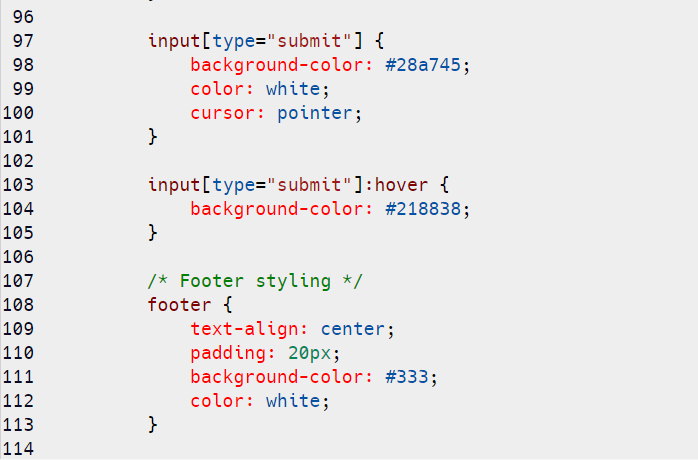 96
97 input[type="submit"] {
98 background-color: #28a745;
99 color: white;
100 cursor: pointer;
101 }
102
103 input[type="submit"]:hover {
104 background-color: #218838;
105 }
106
107 /* Footer styling */
108 footer {
109 text-align: center;
110 padding: 20px;
111 background-color: #333;
112 color: white;
113 }
114